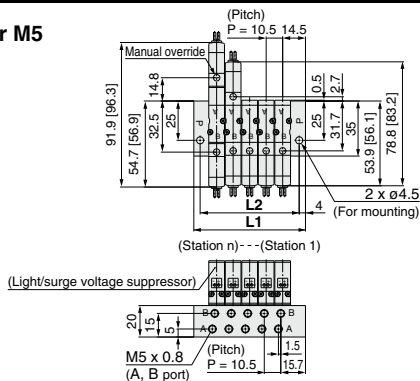 r M5
(Pitch)
P = 10.5
14.5
Manual override
0.5
2.7
14.8
91.9 [96.3]
54.7 [56.9]
32.5
25
P
A
B
P
25
31.7
35
53.9 [56.1]
78.8 [83.2]
L2
L1
4
2 x ø4.5
(For mounting)
(Station n)---(Station 1)
(Light/surge voltage suppressor)
20
15
5
B
B
A
A
M5 x 0.8
(A, B port)
(Pitch)
P = 10.5
1.5
15.7